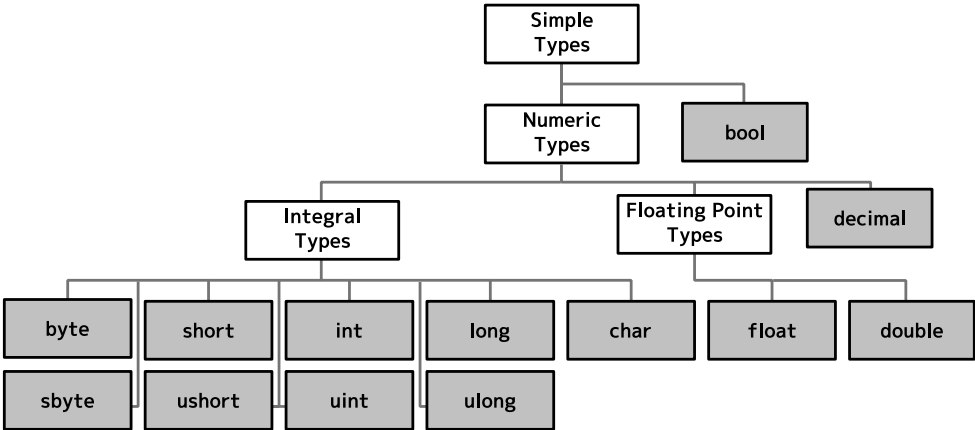 Simple
Types
Numeric
Types
bool
Integral
Types
Floating Point
Types
decimal
byte
short
int
long
char
float
double
sbyte
ushort
uint
ulong